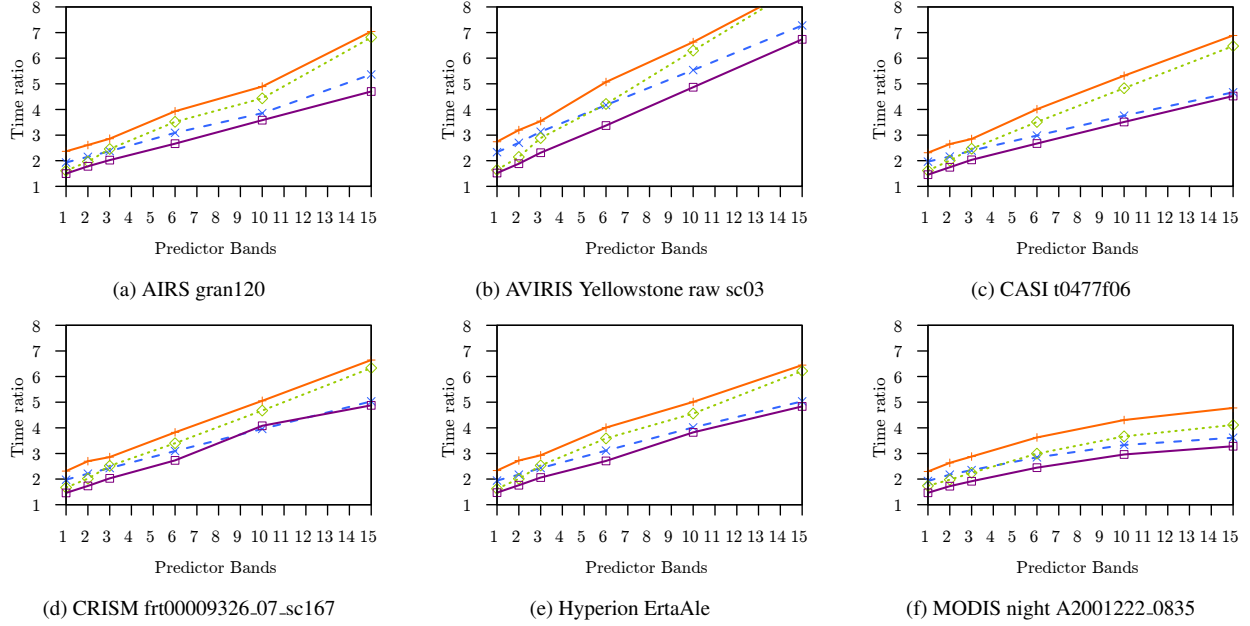 8
7
6
5
4
3
2
1
Time ratio
1 2 3 4 5 6 7 8 9 10 11 12 13 14 15
Predictor Bands
(a) AIRS gran120
8
7
6
5
4
3
2
1
Time ratio
1 2 3 4 5 6 7 8 9 10 11 12 13 14 15
Predictor Bands
(b) AVIRIS Yellowstone raw sc03
8
7
6
5
4
3
2
1
Time ratio
1 2 3 4 5 6 7 8 9 10 11 12 13 14 15
Predictor Bands
(c) CASI t0477f06
8
7
6
5
4
3
2
1
Time ratio
1 2 3 4 5 6 7 8 9 10 11 12 13 14 15
Predictor Bands
(d) CRISM frt00009326_07_sc167
8
7
6
5
4
3
2
1
Time ratio
1 2 3 4 5 6 7 8 9 10 11 12 13 14 15
Predictor Bands
(e) Hyperion ErtaAle
8
7
6
5
4
3
2
1
Time ratio
1 2 3 4 5 6 7 8 9 10 11 12 13 14 15
Predictor Bands
(f) MODIS night A2001222_0835